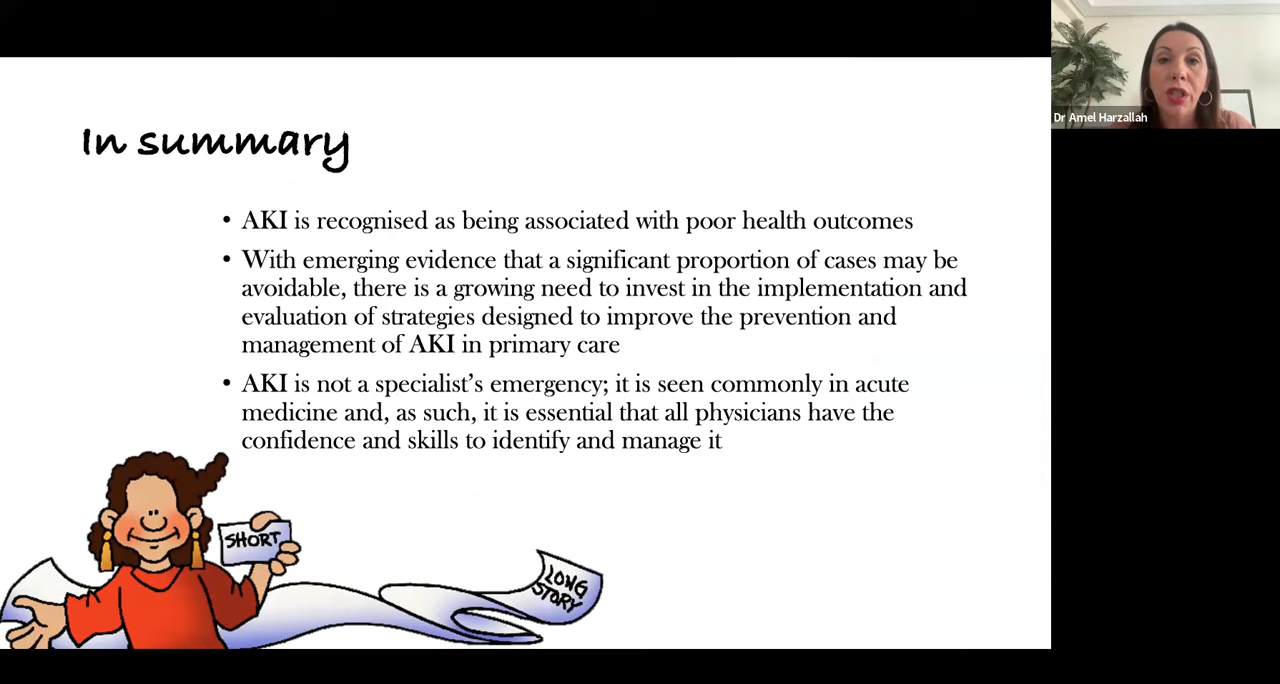 Dr Amel Harzallah
In summary
• AKI is recognised as being associated with poor health outcomes
• With emerging evidence that a significant proportion of cases may be
avoidable, there is a growing need to invest in the implementation and
evaluation of strategies designed to improve the prevention and
management of AKI in primary care
• AKI is not a specialist’s emergency; it is seen commonly in acute
medicine and, as such, it is essential that all physicians have the
confidence and skills to identify and manage it
SHORT
LONG
STORY